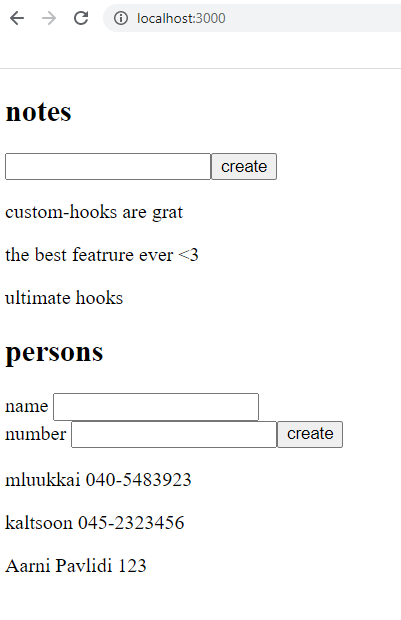 localhost:3000
notes
create
custom-hooks are grat
the best featrure ever <3
ultimate hooks
persons
name
number create
mluukkai 040-5483923
kaltsoon 045-2323456
Aarni Pavlidi 123